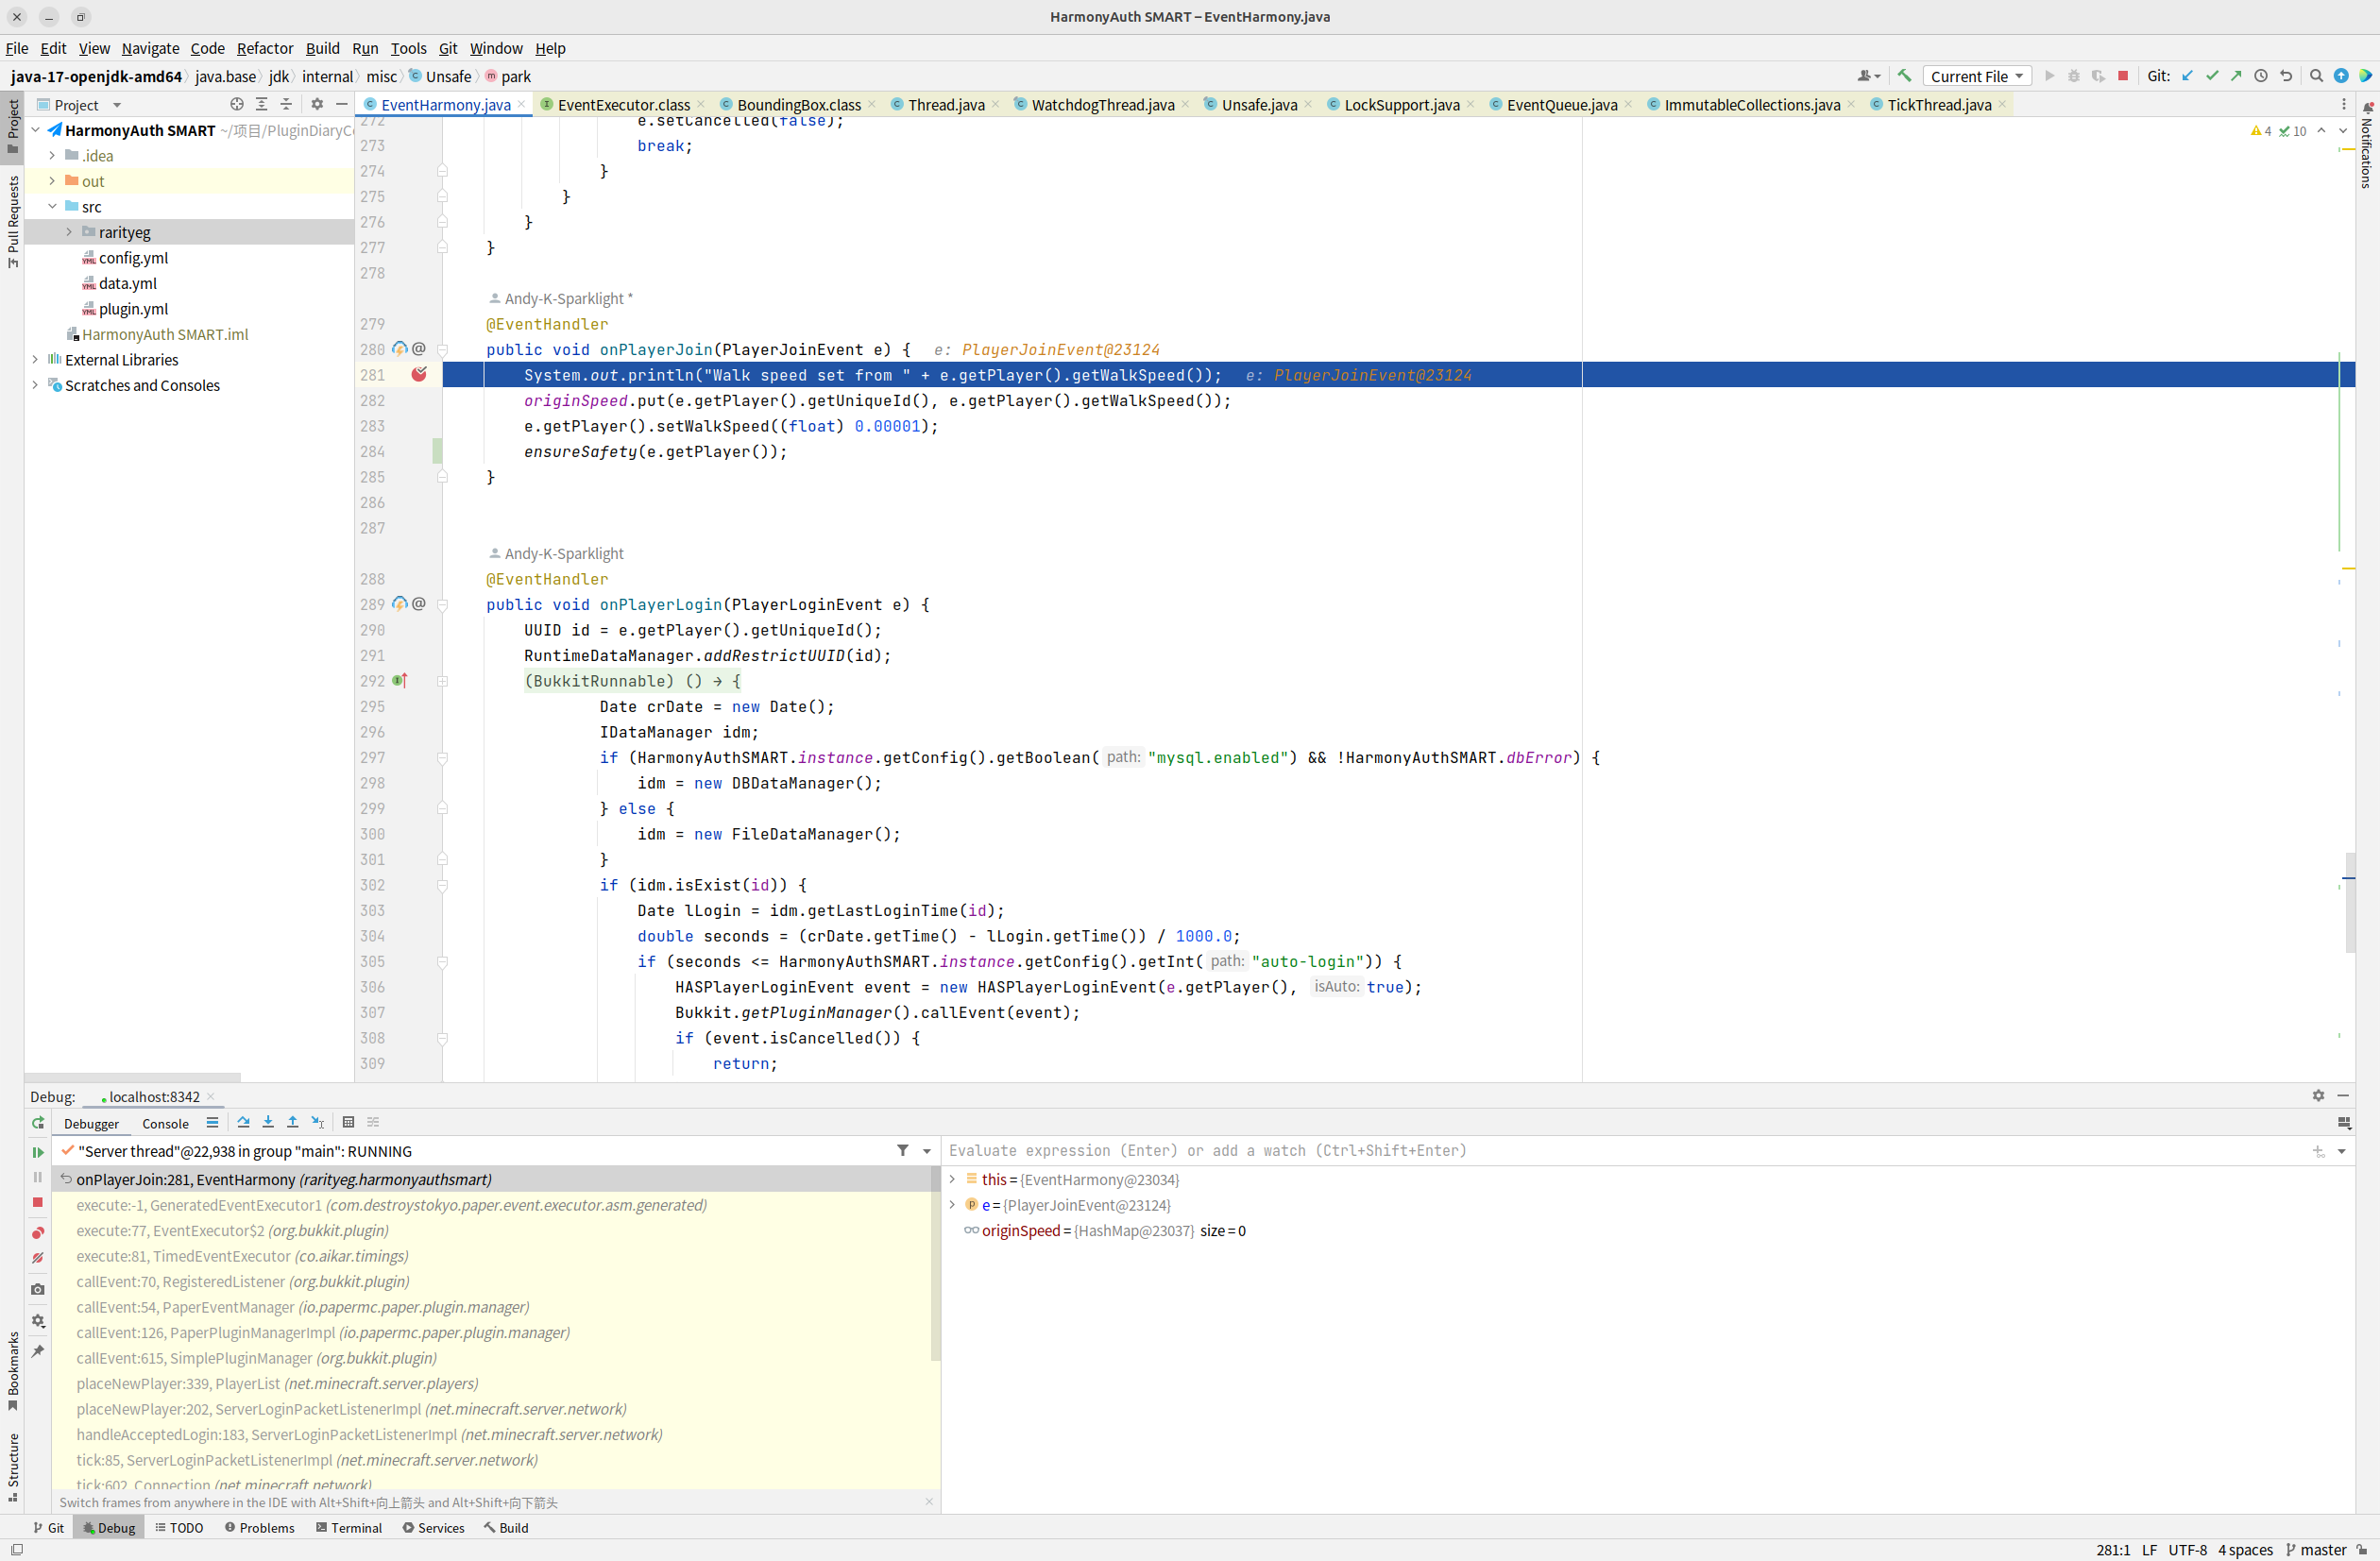 HarmonyAuth SMART – EventHarmony.java
File Edit View Navigate Code Refactor Build Run Tools Git Window Help
java-17-openjdk-amd64 java.base jdk internal misc Unsafe park Current File Git:
Project
Pull Requests
Bookmarks
Structure
Notifications
Project
HarmonyAuth SMART ~/项目/PluginDiaryC
.idea
out
src
rarityeg
config.yml
data.yml
plugin.yml
HarmonyAuth SMART.iml
External Libraries
Scratches and Consoles
EventHarmony.java EventExecutor.class BoundingBox.class Thread.java WatchdogThread.java Unsafe.java LockSupport.java EventQueue.java ImmutableCollections.java TickThread.java
4 10
272 e.setCancelled(false);
273 break;
274 }
275 }
276 }
277 }
278
Andy-K-Sparklight *
279 @EventHandler
280 @ public void onPlayerJoin(PlayerJoinEvent e) { e: PlayerJoinEvent@23124
281 System.out.println("Walk speed set from " + e.getPlayer().getWalkSpeed()); e: PlayerJoinEvent@23124
282 originSpeed.put(e.getPlayer().getUniqueId(), e.getPlayer().getWalkSpeed());
283 e.getPlayer().setWalkSpeed((float) 0.00001);
284 ensureSafety(e.getPlayer());
285 }
286
287
Andy-K-Sparklight
288 @EventHandler
289 @ public void onPlayerLogin(PlayerLoginEvent e) {
290 UUID id = e.getPlayer().getUniqueId();
291 RuntimeDataManager.addRestrictUUID(id);
292 (BukkitRunnable) () → {
295 Date crDate = new Date();
296 IDataManager idm;
297 if (HarmonyAuthSMART.instance.getConfig().getBoolean( path: "mysql.enabled") && !HarmonyAuthSMART.dbError) {
298 idm = new DBDataManager();
299 } else {
300 idm = new FileDataManager();
301 }
302 if (idm.isExist(id)) {
303 Date lLogin = idm.getLastLoginTime(id);
304 double seconds = (crDate.getTime() - lLogin.getTime()) / 1000.0;
305 if (seconds <= HarmonyAuthSMART.instance.getConfig().getInt( path: "auto-login")) {
306 HASPlayerLoginEvent event = new HASPlayerLoginEvent(e.getPlayer(), isAuto: true);
307 Bukkit.getPluginManager().callEvent(event);
308 if (event.isCancelled()) {
309 return;
Debug: localhost:8342
Debugger Console
"Server thread"@22,938 in group "main": RUNNING
onPlayerJoin:281, EventHarmony (rarityeg.harmonyauthsmart)
execute:-1, GeneratedEventExecutor1 (com.destroystokyo.paper.event.executor.asm.generated)
execute:77, EventExecutor$2 (org.bukkit.plugin)
execute:81, TimedEventExecutor (co.aikar.timings)
callEvent:70, RegisteredListener (org.bukkit.plugin)
callEvent:54, PaperEventManager (io.papermc.paper.plugin.manager)
callEvent:126, PaperPluginManagerImpl (io.papermc.paper.plugin.manager)
callEvent:615, SimplePluginManager (org.bukkit.plugin)
placeNewPlayer:339, PlayerList (net.minecraft.server.players)
placeNewPlayer:202, ServerLoginPacketListenerImpl (net.minecraft.server.network)
handleAcceptedLogin:183, ServerLoginPacketListenerImpl (net.minecraft.server.network)
tick:85, ServerLoginPacketListenerImpl (net.minecraft.server.network)
tick:602, Connection (net.minecraft.network)
Switch frames from anywhere in the IDE with Alt+Shift+向上箭头 and Alt+Shift+向下箭头
Evaluate expression (Enter) or add a watch (Ctrl+Shift+Enter)
this = {EventHarmony@23034}
e = {PlayerJoinEvent@23124}
originSpeed = {HashMap@23037} size = 0
Git Debug TODO Problems Terminal Services Build
281:1 LF UTF-8 4 spaces master